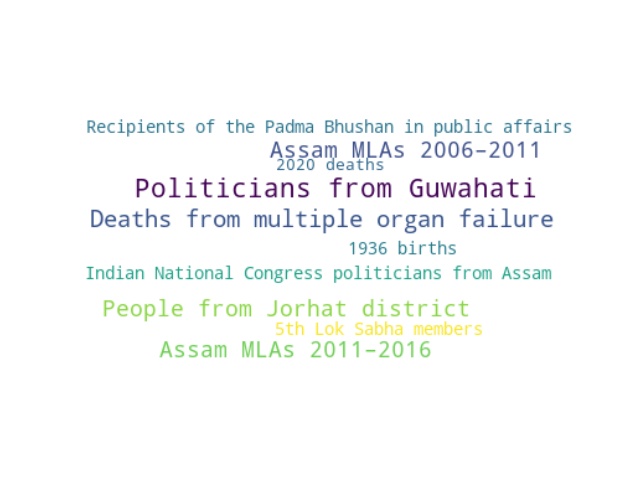 Recipients of the Padma Bhushan in public affairs
Assam MLAs 2006–2011
2020 deaths
Politicians from Guwahati
Deaths from multiple organ failure
1936 births
Indian National Congress politicians from Assam
People from Jorhat district
5th Lok Sabha members
Assam MLAs 2011–2016